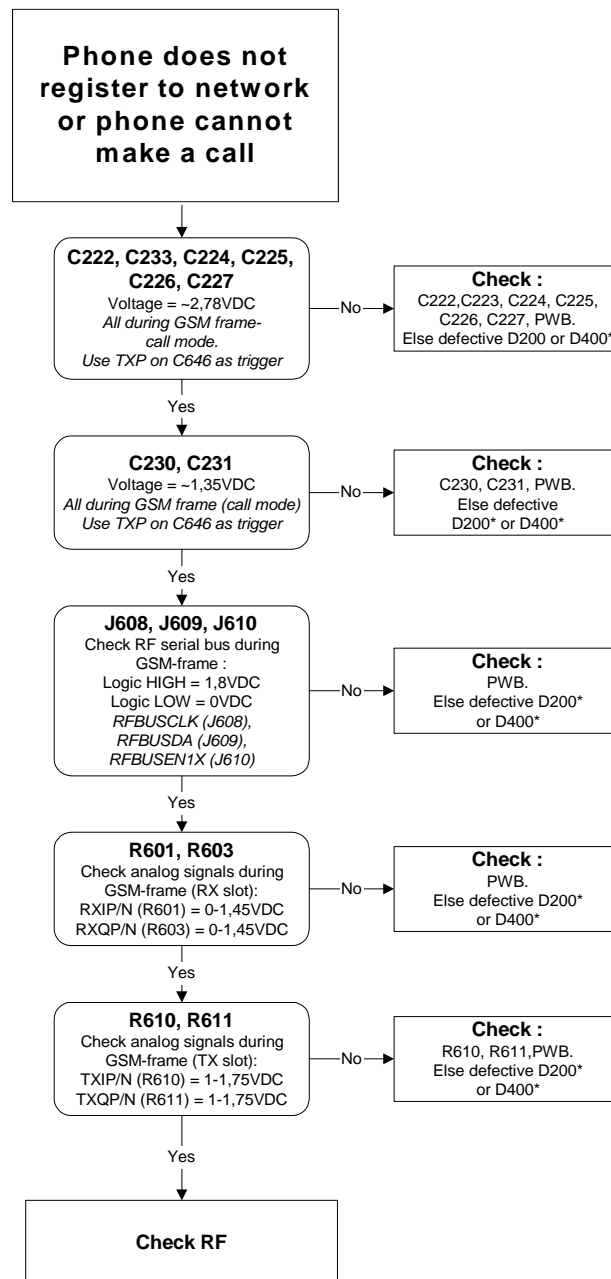 Phone does not
register to network
or phone cannot
make a call
C222, C233, C224, C225,
C226, C227
Voltage = ~2,78VDC
All during GSM frame-
call mode.
Use TXP on C646 as trigger
No
Check :
C222,C223, C224, C225,
C226, C227, PWB.
Else defective D200 or D400*
Yes
C230, C231
Voltage = ~1,35VDC
All during GSM frame (call mode)
Use TXP on C646 as trigger
No
Check :
C230, C231, PWB.
Else defective
D200* or D400*
Yes
J608, J609, J610
Check RF serial bus during
GSM-frame :
Logic HIGH = 1,8VDC
Logic LOW = 0VDC
RFBUSCLK (J608),
RFBUSDA (J609),
RFBUSEN1X (J610)
No
Check :
PWB.
Else defective D200*
or D400*
Yes
R601, R603
Check analog signals during
GSM-frame (RX slot):
RXIP/N (R601) = 0-1,45VDC
RXQP/N (R603) = 0-1,45VDC
No
Check :
PWB.
Else defective D200*
or D400*
Yes
R610, R611
Check analog signals during
GSM-frame (TX slot):
TXIP/N (R610) = 1-1,75VDC
TXQP/N (R611) = 1-1,75VDC
No
Check :
R610, R611,PWB.
Else defective D200*
or D400*
Yes
Check RF